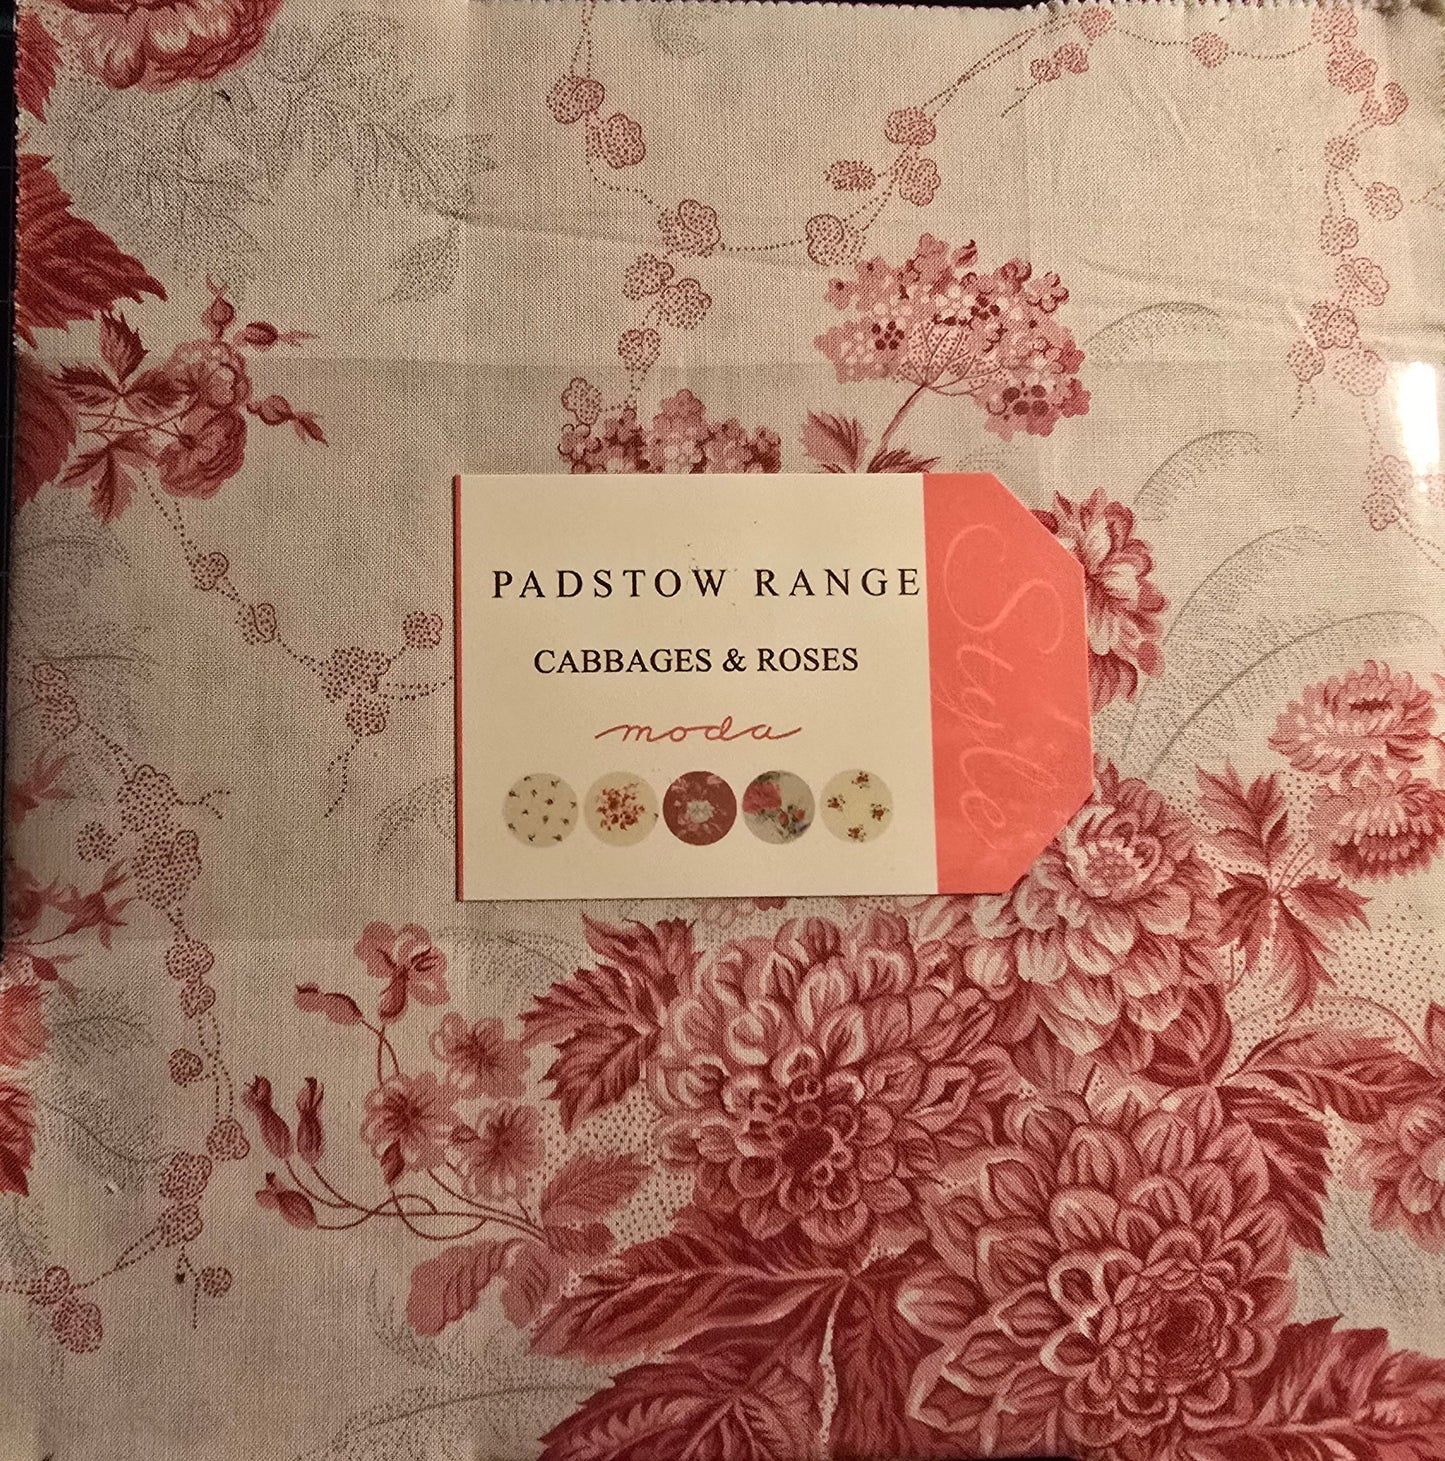 PADSTOW RANGE
CABBAGES & ROSES
moda
Style